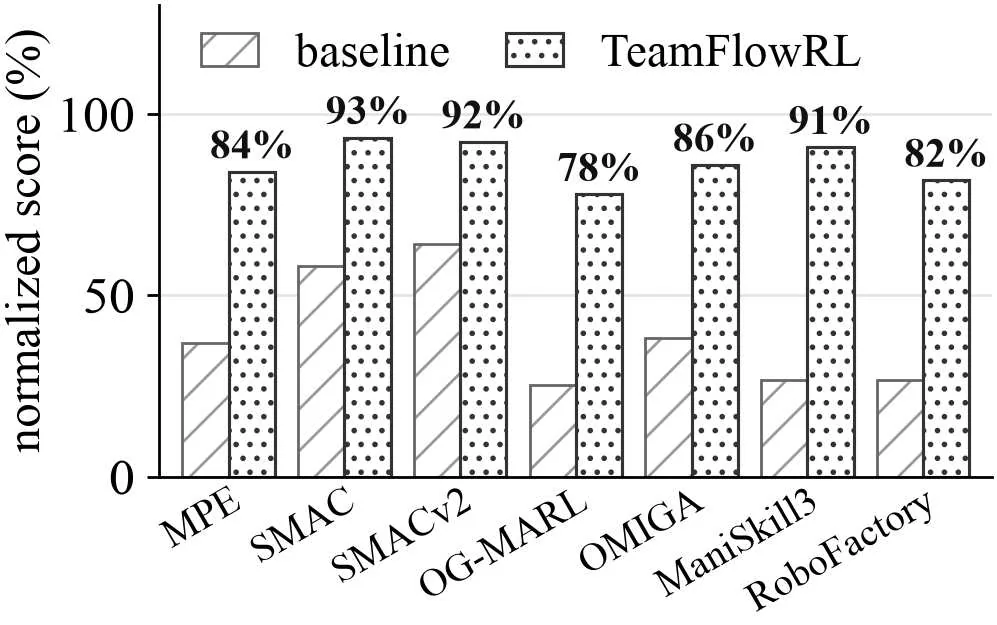 baseline
TeamFlowRL
normalized score (%)
100
50
0
84%
93%
92%
78%
86%
91%
82%
MPE
SMAC
SMACv2
OG-MARL
OMIGA
ManiSkill3
RoboFactory